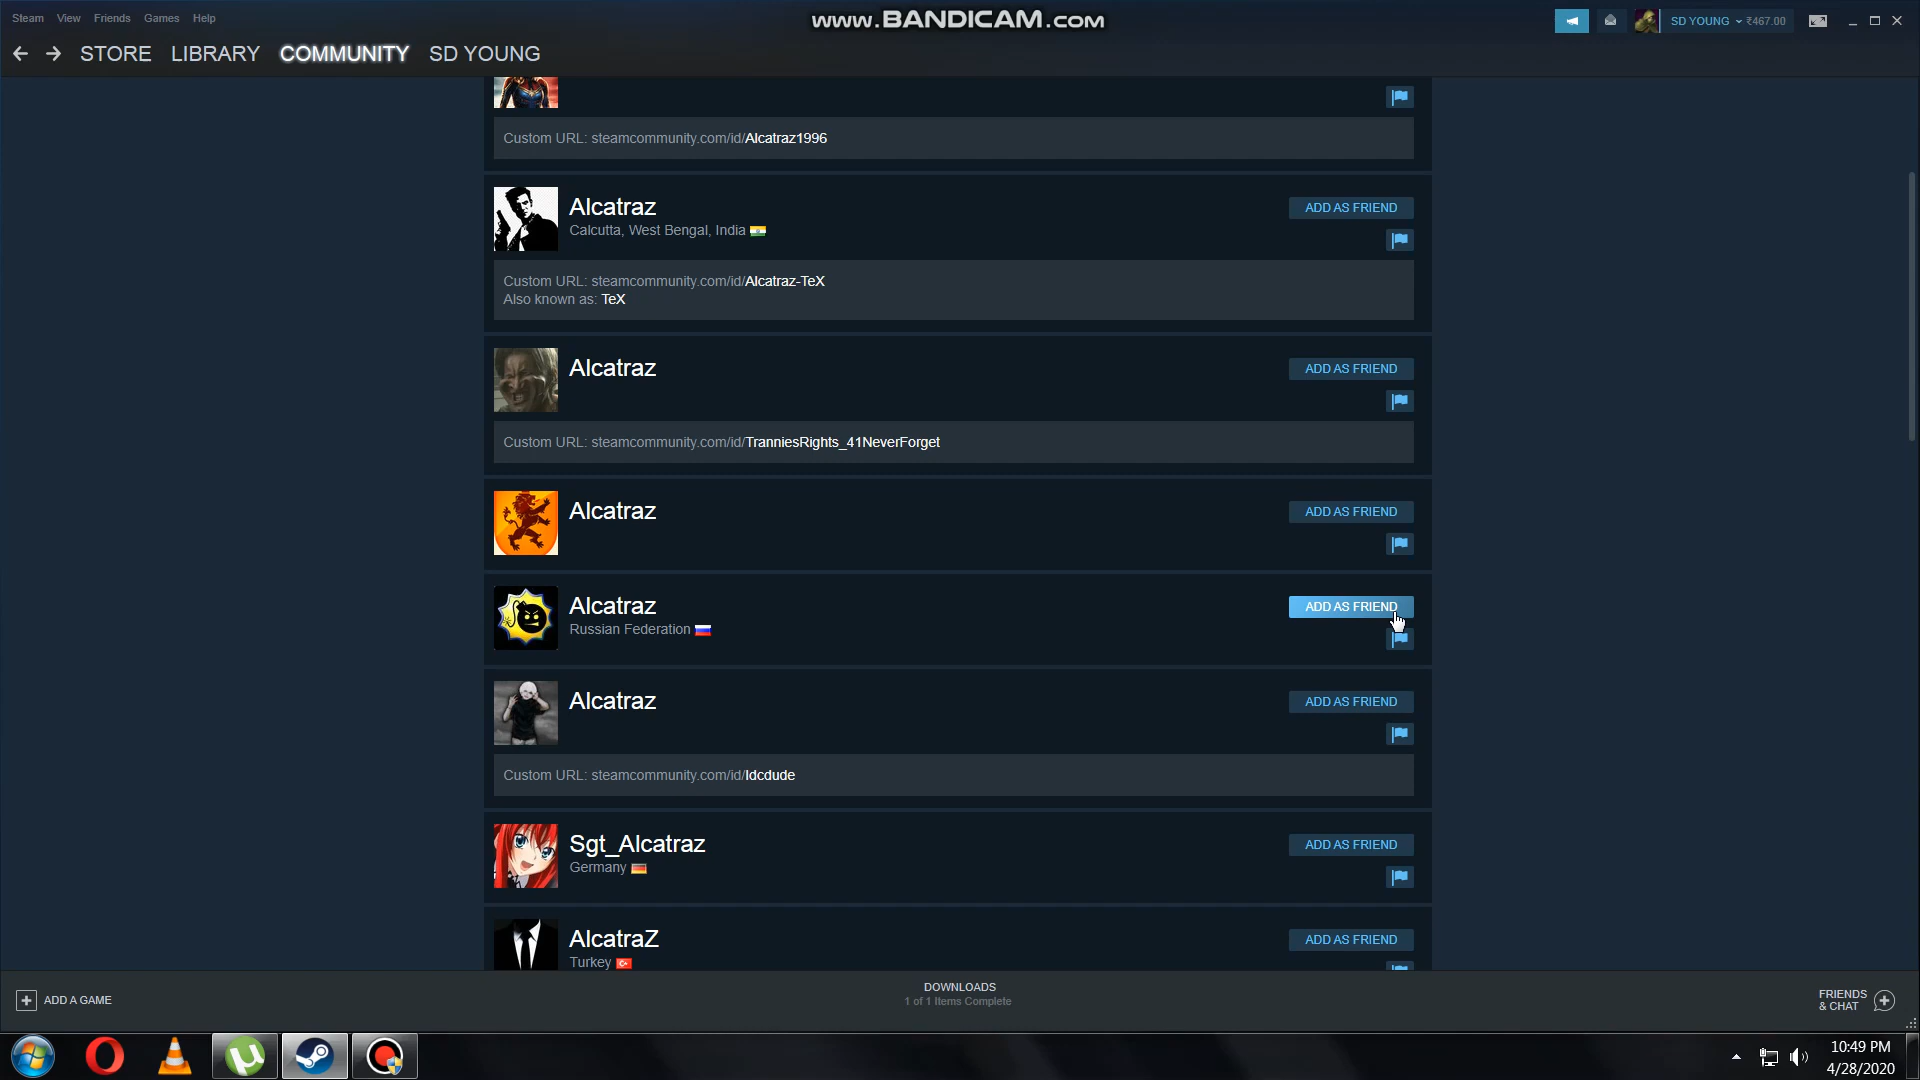 Steam View Friends Games Help
www.BANDICAM.com
SD YOUNG ₹467.00
STORE LIBRARY COMMUNITY SD YOUNG
Custom URL: steamcommunity.com/id/Alcatraz1996
Alcatraz
ADD AS FRIEND
Calcutta, West Bengal, India
Custom URL: steamcommunity.com/id/Alcatraz-TeX
Also known as: TeX
Alcatraz
ADD AS FRIEND
Custom URL: steamcommunity.com/id/TranniesRights_41NeverForget
Alcatraz
ADD AS FRIEND
Alcatraz
ADD AS FRIEND
Russian Federation
Alcatraz
ADD AS FRIEND
Custom URL: steamcommunity.com/id/Idcdude
Sgt_Alcatraz
ADD AS FRIEND
Germany
AlcatraZ
ADD AS FRIEND
Turkey
ADD A GAME
DOWNLOADS
1 of 1 Items Complete
FRIENDS
& CHAT
10:49 PM
4/28/2020